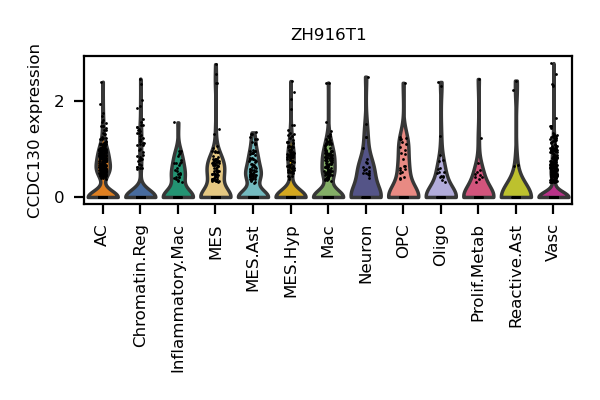 ZH916T1
CCDC130 expression
2
0
AC
Chromatin.Reg
Inflammatory.Mac
MES
MES.Ast
MES.Hyp
Mac
Neuron
OPC
Oligo
Prolif.Metab
Reactive.Ast
Vasc